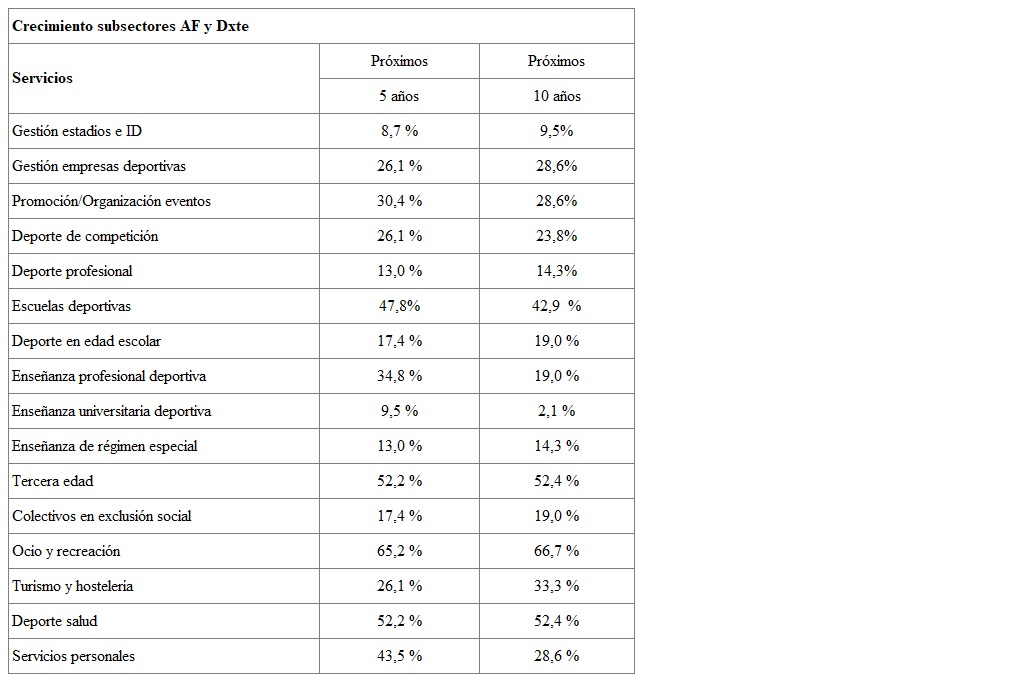 Crecimiento subsectores AF y Dxte
Servicios
Próximos Próximos
5 años 10 años
Gestión estadios e ID 8,7 % 9,5%
Gestión empresas deportivas 26,1 % 28,6%
Promoción/Organización eventos 30,4 % 28,6%
Deporte de competición 26,1 % 23,8%
Deporte profesional 13,0 % 14,3%
Escuelas deportivas 47,8% 42,9 %
Deporte en edad escolar 17,4 % 19,0 %
Enseñanza profesional deportiva 34,8 % 19,0 %
Enseñanza universitaria deportiva 9,5 % 2,1 %
Enseñanza de régimen especial 13,0 % 14,3 %
Tercera edad 52,2 % 52,4 %
Colectivos en exclusión social 17,4 % 19,0 %
Ocio y recreación 65,2 % 66,7 %
Turismo y hosteleria 26,1 % 33,3 %
Deporte salud 52,2 % 52,4 %
Servicios personales 43,5 % 28,6 %